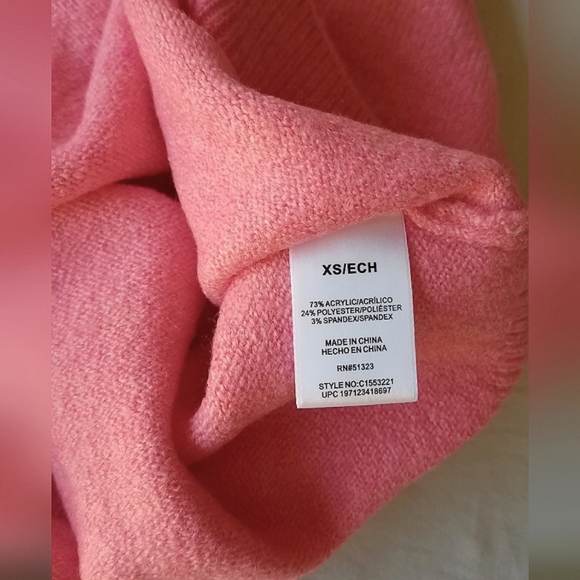 XS/ECH
73% ACRYLIC/ACRÍLICO
24% POLYESTER/POLIÉSTER
3% SPANDEX/SPANDEX
MADE IN CHINA
HECHO EN CHINA
RN#51323
STYLE NO:C1553221
UPC 197123418697